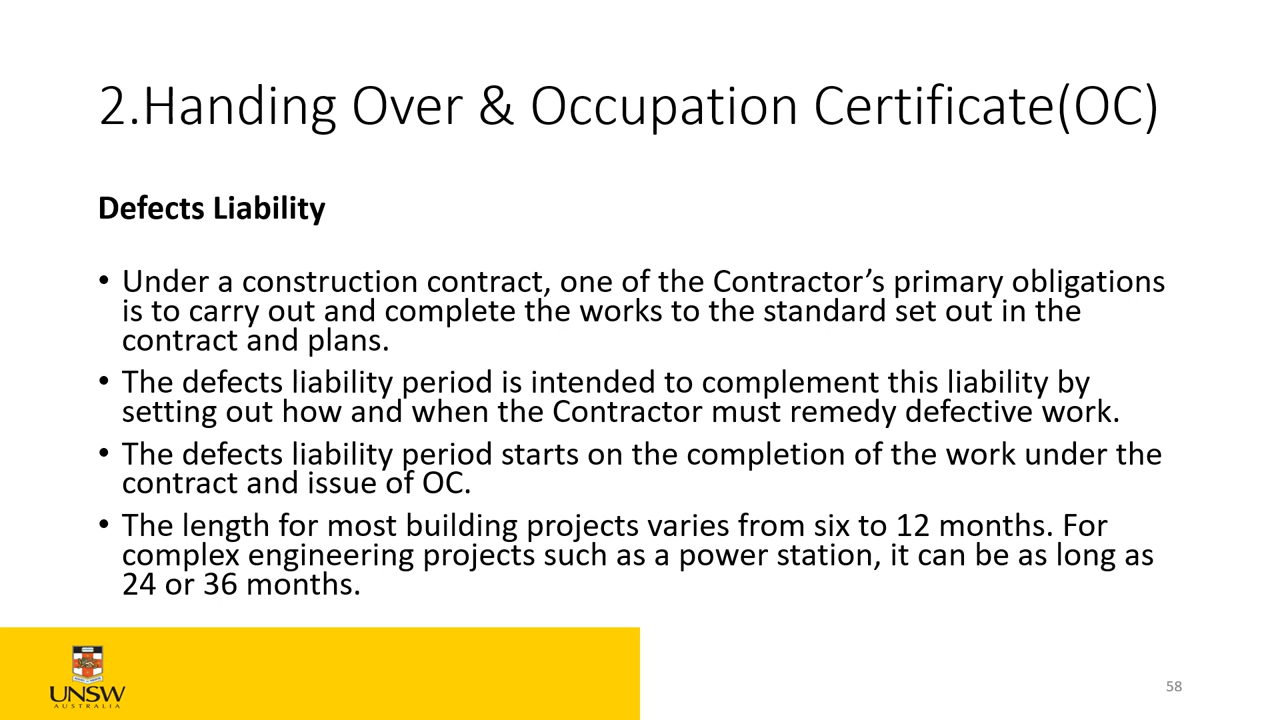 2.Handing Over & Occupation Certificate(OC)
Defects Liability
• Under a construction contract, one of the Contractor’s primary obligations
is to carry out and complete the works to the standard set out in the
contract and plans.
• The defects liability period is intended to complement this liability by
setting out how and when the Contractor must remedy defective work.
• The defects liability period starts on the completion of the work under the
contract and issue of OC.
• The length for most building projects varies from six to 12 months. For
complex engineering projects such as a power station, it can be as long as
24 or 36 months.
UNSW
AUSTRALIA
58